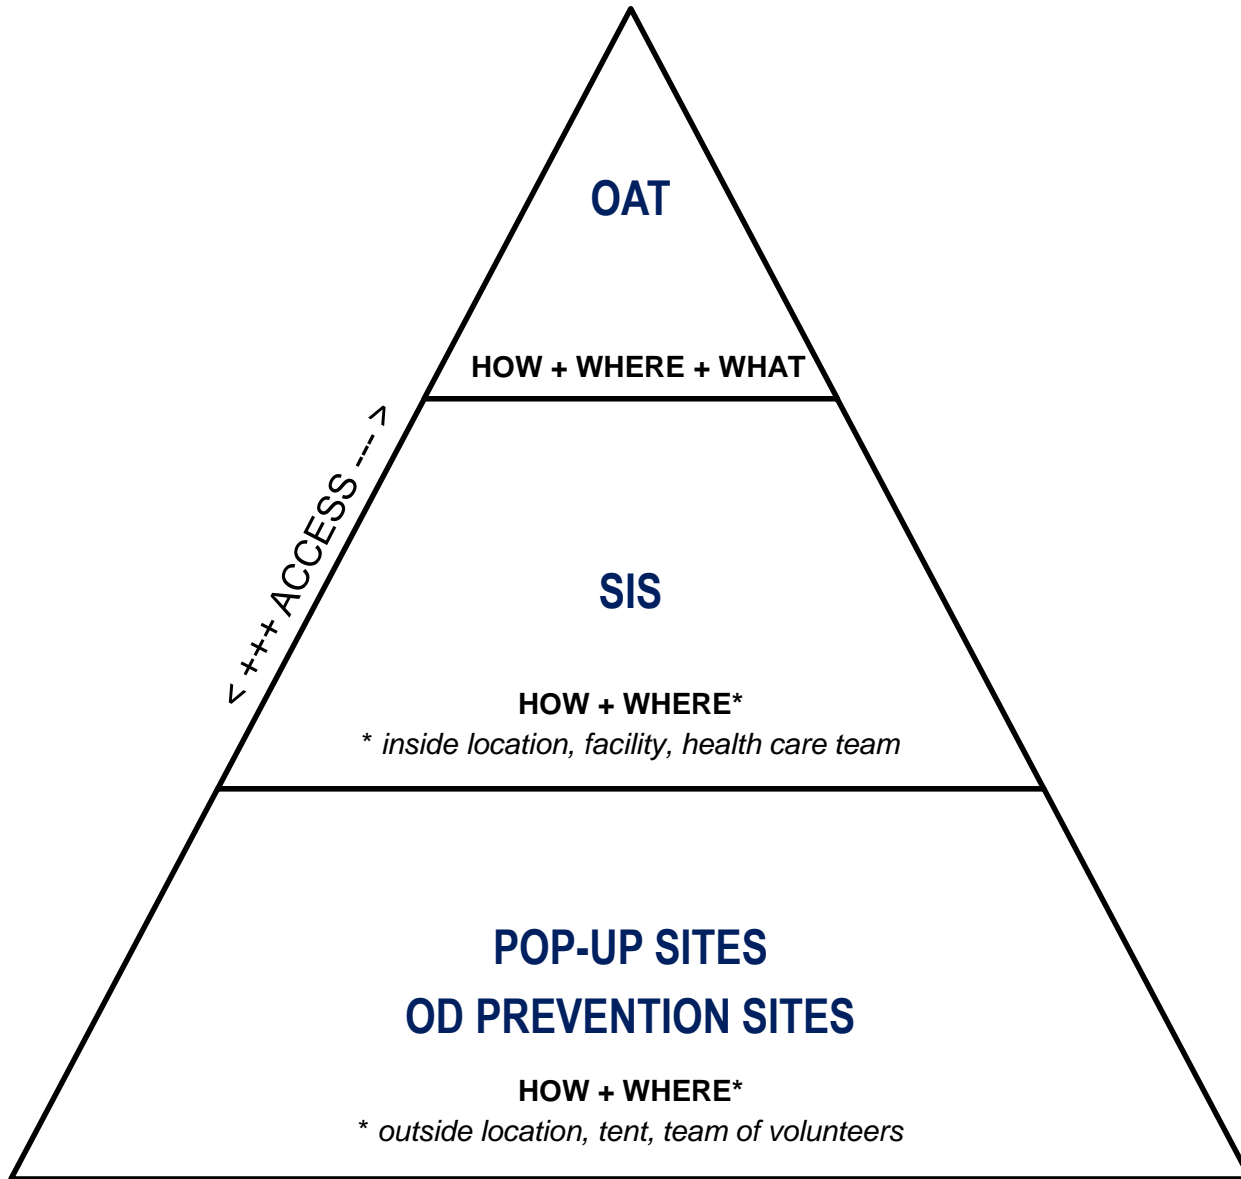 OAT
HOW + WHERE + WHAT
< +++ ACCESS --- >
SIS
HOW + WHERE*
* inside location, facility, health care team
POP-UP SITES
OD PREVENTION SITES
HOW + WHERE*
* outside location, tent, team of volunteers